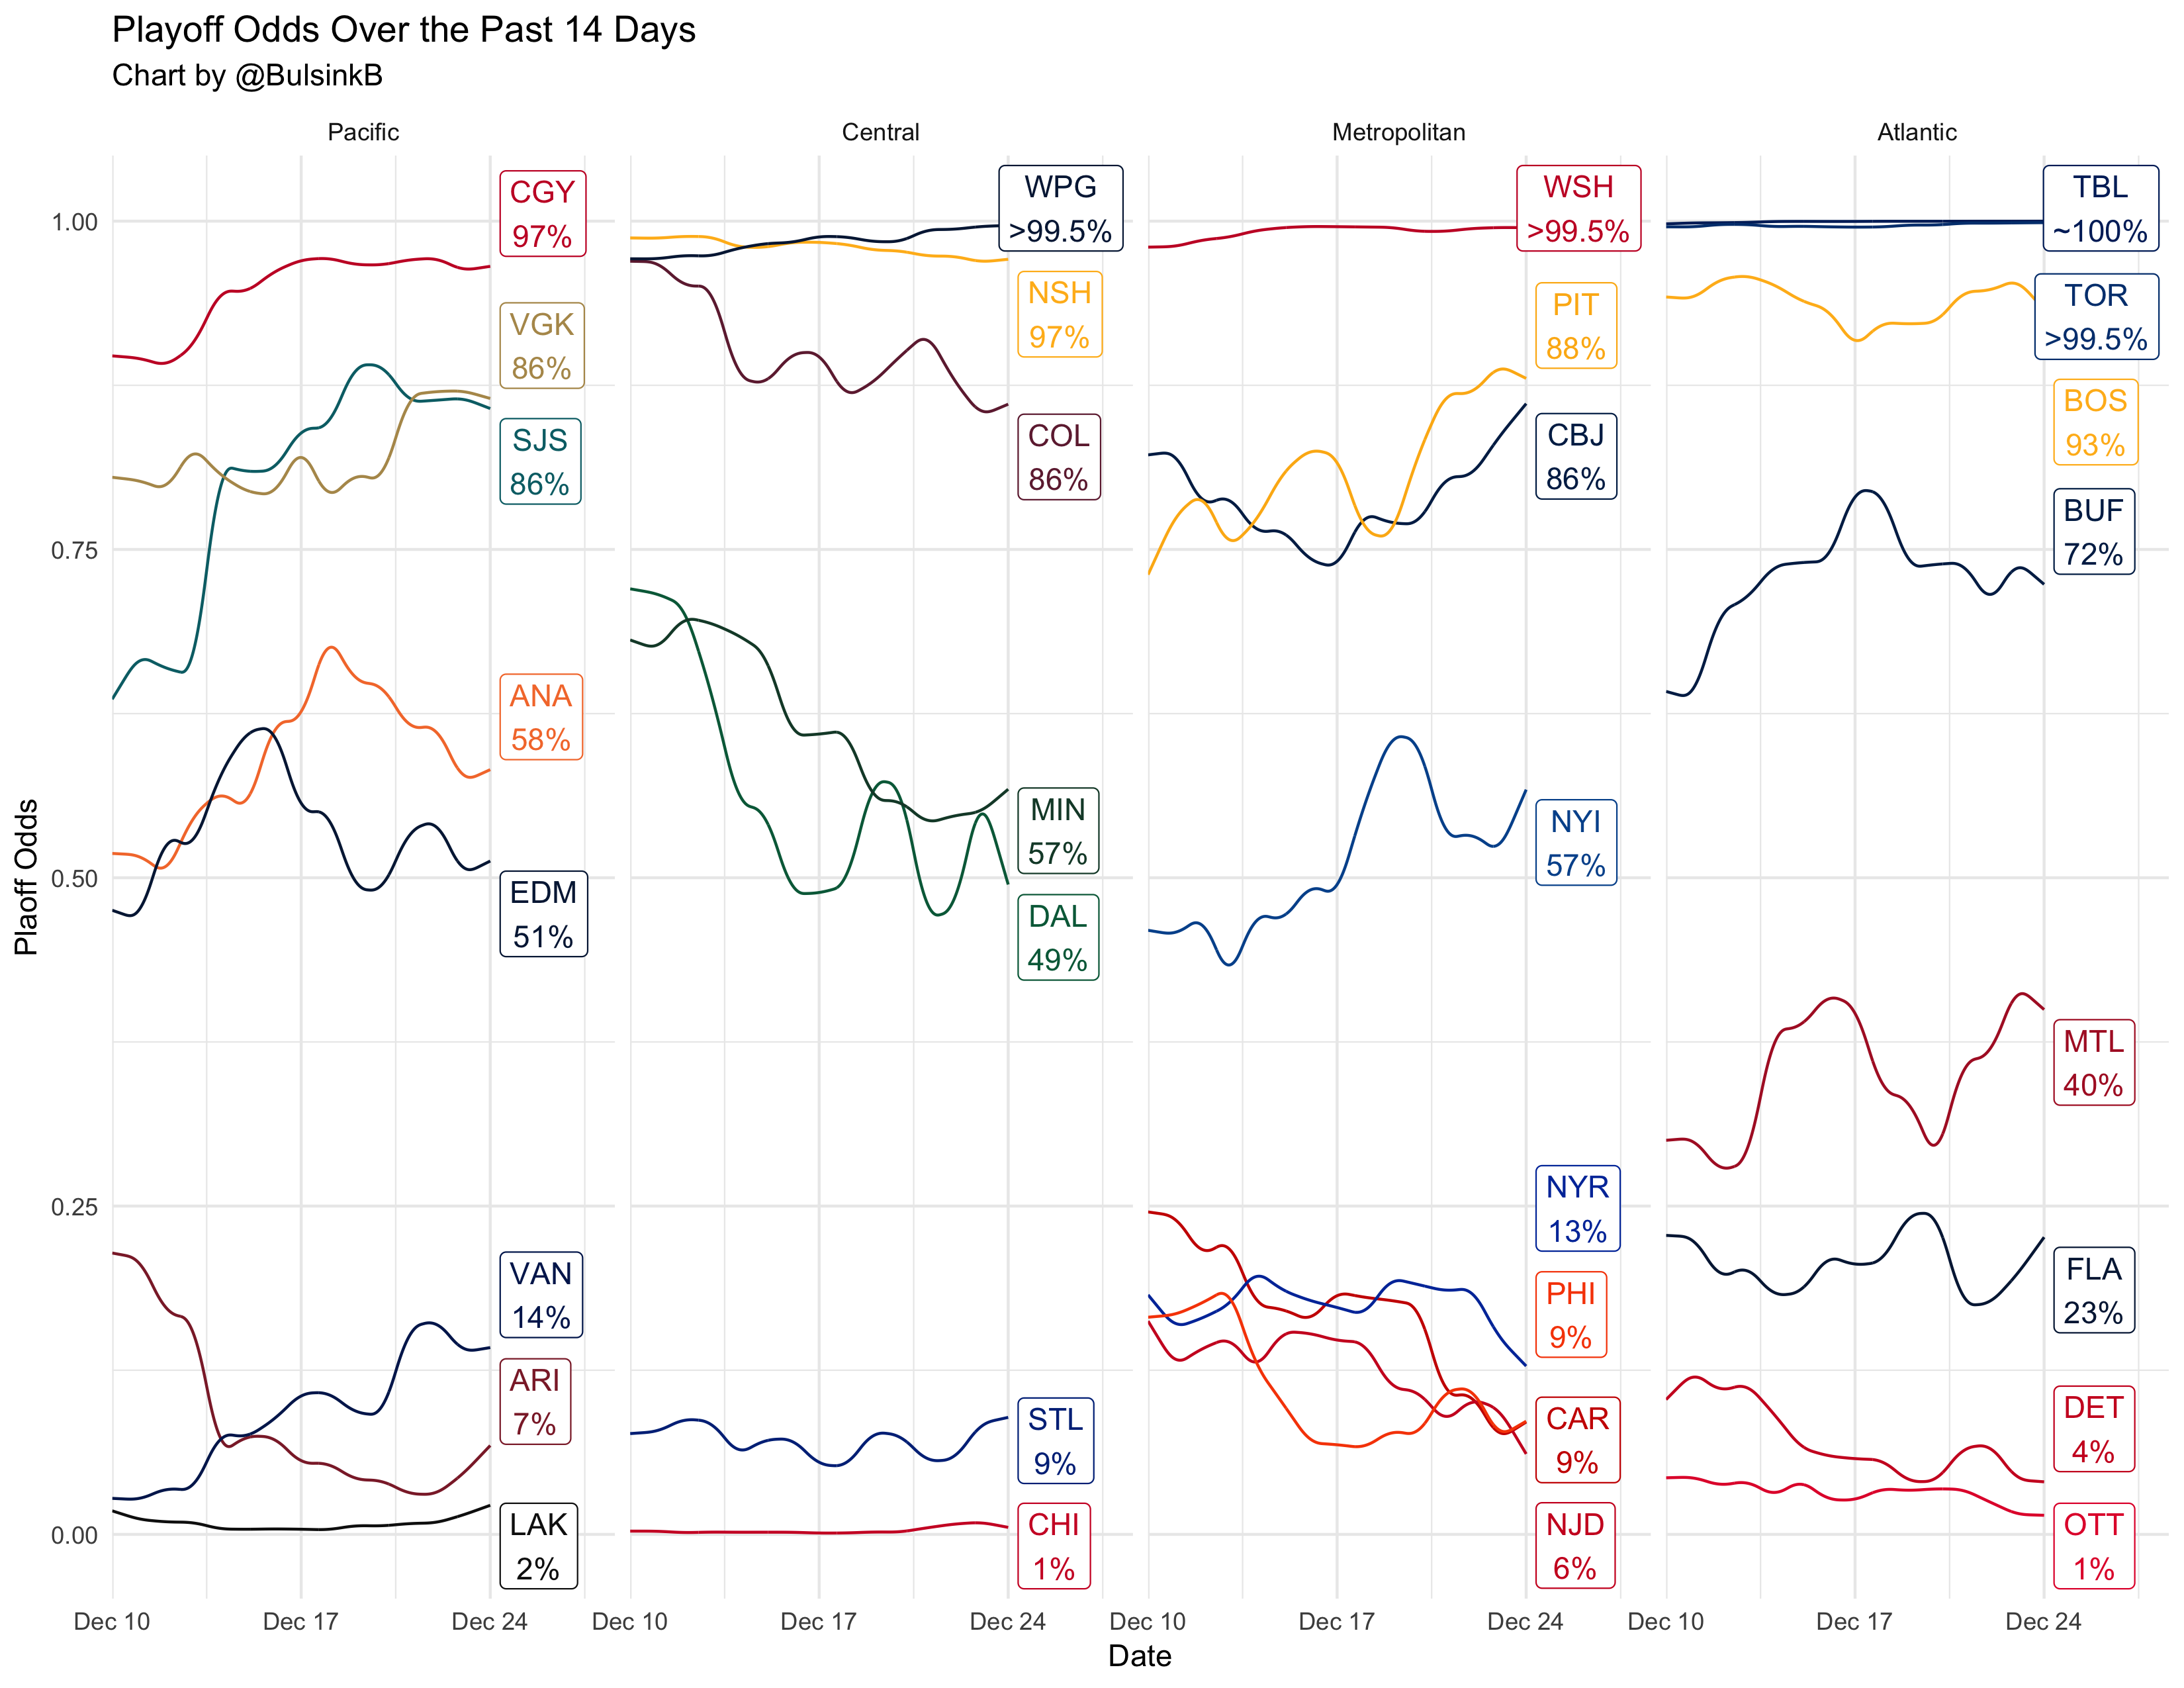 Playoff Odds Over the Past 14 Days
Chart by @BulsinkB
Pacific
Central
Metropolitan
Atlantic
Plaoff Odds
1.00
0.75
0.50
0.25
0.00
CGY
97%
VGK
86%
SJS
86%
ANA
58%
EDM
51%
VAN
14%
ARI
7%
LAK
2%
WPG
>99.5%
NSH
97%
COL
86%
MIN
57%
DAL
49%
STL
9%
CHI
1%
WSH
>99.5%
PIT
88%
CBJ
86%
NYI
57%
NYR
13%
PHI
9%
CAR
9%
NJD
6%
TBL
~100%
TOR
>99.5%
BOS
93%
BUF
72%
MTL
40%
FLA
23%
DET
4%
OTT
1%
Dec 10 Dec 17 Dec 24
Dec 10 Dec 17 Dec 24
Dec 10 Dec 17 Dec 24
Dec 10 Dec 17 Dec 24
Date